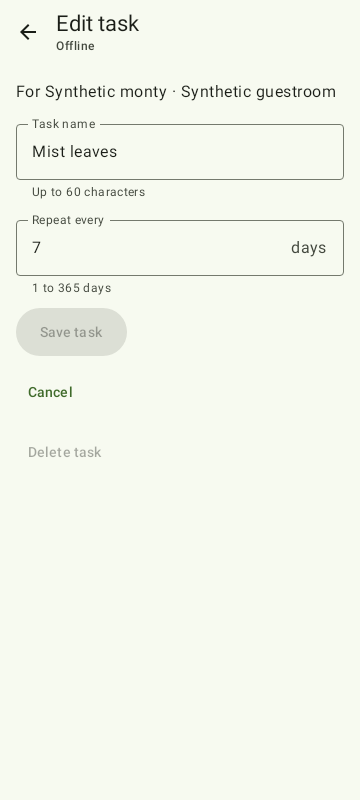 Edit task
Offline
For Synthetic monty · Synthetic guestroom
Task name
Mist leaves
Up to 60 characters
Repeat every
7 days
1 to 365 days
Save task
Cancel
Delete task